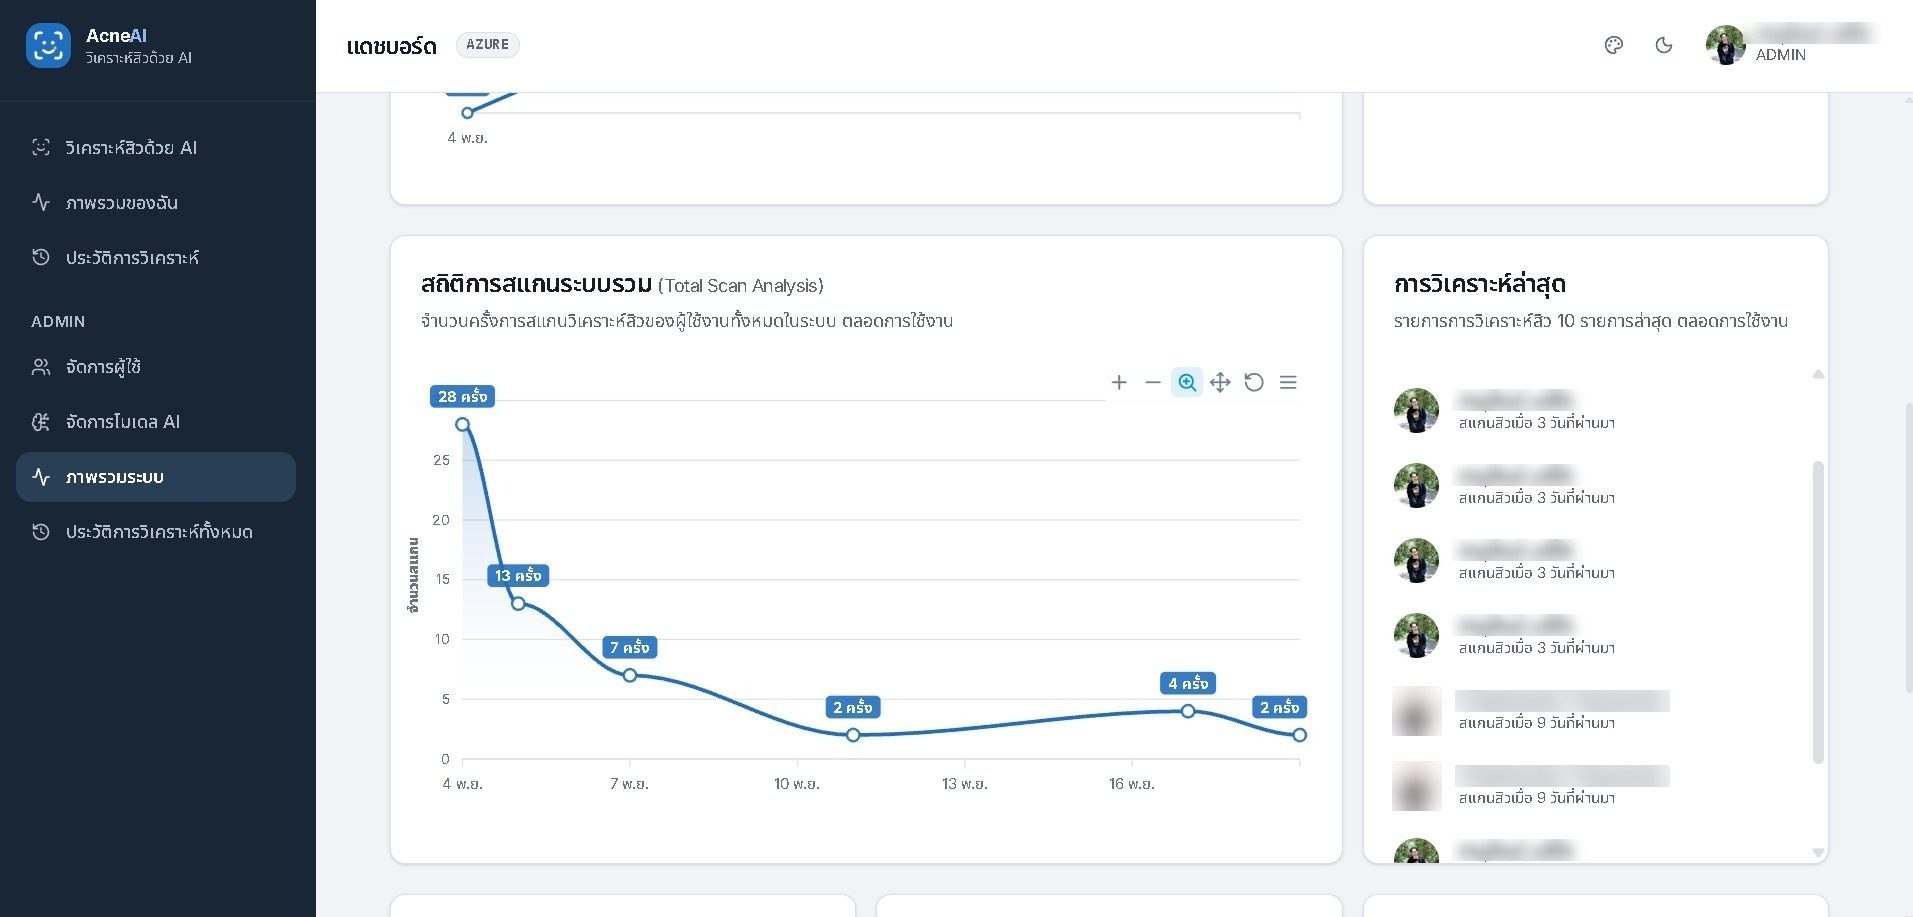 AcneAI
วิเคราะห์สิวด้วย AI
วิเคราะห์สิวด้วย AI
ภาพรวมของฉัน
ประวัติการวิเคราะห์
ADMIN
จัดการผู้ใช้
จัดการโมเดล AI
ภาพรวมระบบ
ประวัติการวิเคราะห์ทั้งหมด
แดชบอร์ด
AZURE
ADMIN
4 พ.ย.
สถิติการสแกนระบบรวม (Total Scan Analysis)
จำนวนครั้งการสแกนวิเคราะห์สิวของผู้ใช้งานทั้งหมดในระบบ ตลอดการใช้งาน
28 ครั้ง
13 ครั้ง
7 ครั้ง
2 ครั้ง
4 ครั้ง
2 ครั้ง
25
20
15
10
5
0
จำนวนสแกน
4 พ.ย.
7 พ.ย.
10 พ.ย.
13 พ.ย.
16 พ.ย.
การวิเคราะห์ล่าสุด
รายการการวิเคราะห์สิว 10 รายการล่าสุด ตลอดการใช้งาน
สแกนสิวเมื่อ 3 วันที่ผ่านมา
สแกนสิวเมื่อ 3 วันที่ผ่านมา
สแกนสิวเมื่อ 3 วันที่ผ่านมา
สแกนสิวเมื่อ 3 วันที่ผ่านมา
สแกนสิวเมื่อ 9 วันที่ผ่านมา
สแกนสิวเมื่อ 9 วันที่ผ่านมา